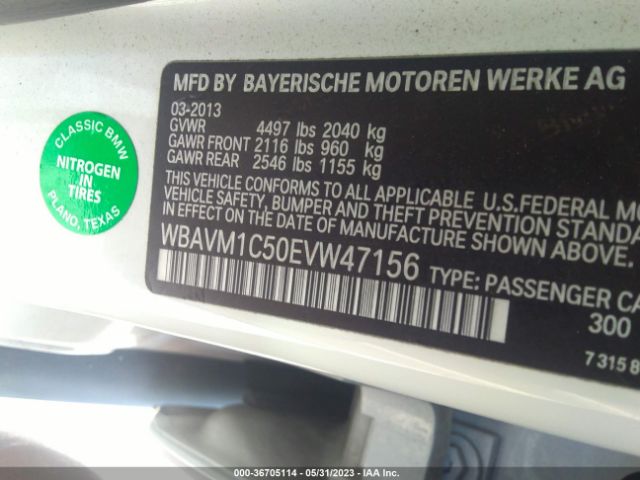 CLASSIC BMW
NITROGEN
IN
TIRES
PLANO, TEXAS
MFD BY BAYERISCHE MOTOREN WERKE AG
03-2013
GVWR 4497 lbs 2040 kg
GAWR FRONT 2116 lbs 960 kg
GAWR REAR 2546 lbs 1155 kg
THIS VEHICLE CONFORMS TO ALL APPLICABLE U.S.FEDERAL M
VEHICLE SAFETY, BUMPER AND THEFT PREVENTION STANDA
EFFECT ON THE DATE OF MANUFACTURE SHOWN ABOVE.
WBAVM1C50EVW47156 TYPE: PASSENGER CA
300
7 315 8
000-36705114 - 05/31/2023 - IAA Inc.